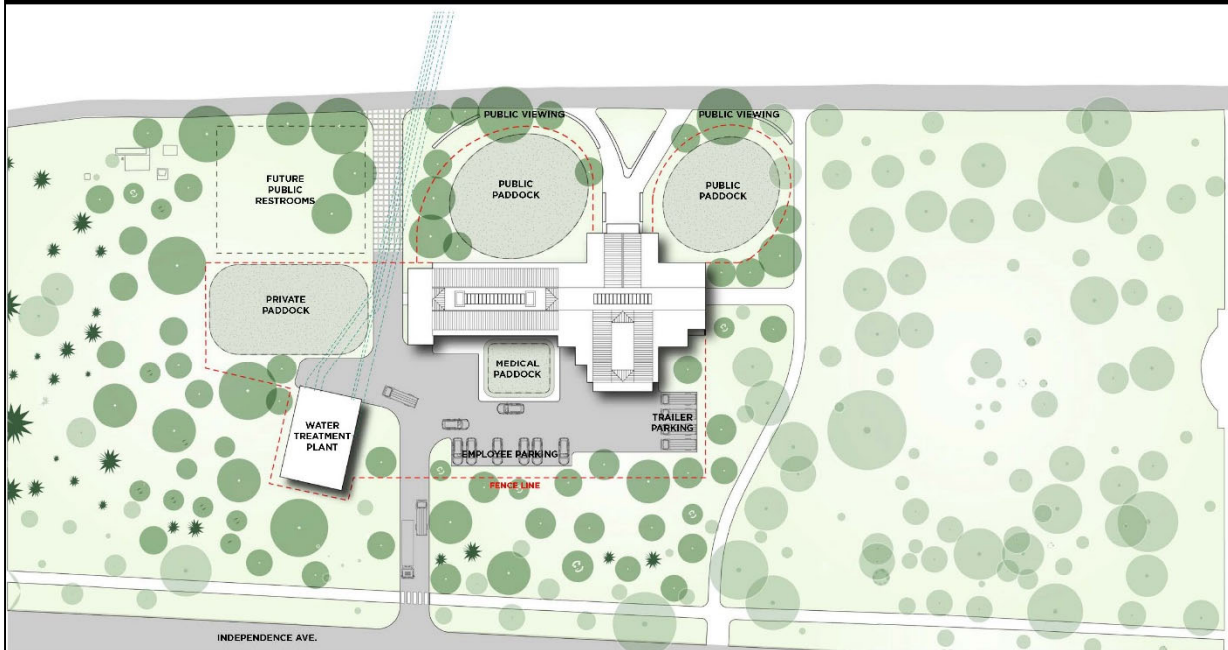 PUBLIC VIEWING
PUBLIC VIEWING
FUTURE
PUBLIC
RESTROOMS
PUBLIC
PADDOCK
PUBLIC
PADDOCK
PRIVATE
PADDOCK
MEDICAL
PADDOCK
WATER
TREATMENT
PLANT
TRAILER
PARKING
EMPLOYEE PARKING
FENCE LINE
INDEPENDENCE AVE.